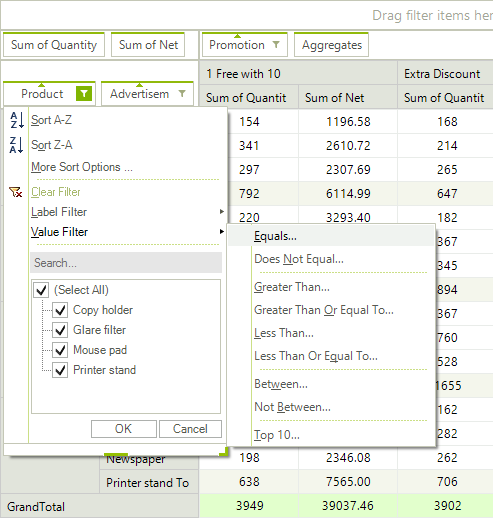 Drag filter items her
Sum of Quantity Sum of Net Promotion Aggregates
1 Free with 10 Extra Discount
Product Advertisem Sum of Quantit Sum of Net Sum of Quantit
Sort A-Z 154 1196.58 168
Sort Z-A 341 2610.72 214
More Sort Options ... 297 2307.69 265
Clear Filter 792 6114.99 647
Label Filter 220 3293.40 182
Value Filter Equals... 367
Search... Does Not Equal... 345
(Select All) Greater Than... 894
Copy holder Greater Than Or Equal To... 367
Glare filter Less Than... 760
Mouse pad Less Than Or Equal To... 528
Printer stand Between... 1655
Not Between... 162
OK Cancel Top 10... 282
Newspaper 198 2346.08 262
Printer stand To 638 7565.00 706
GrandTotal 3949 39037.46 3902